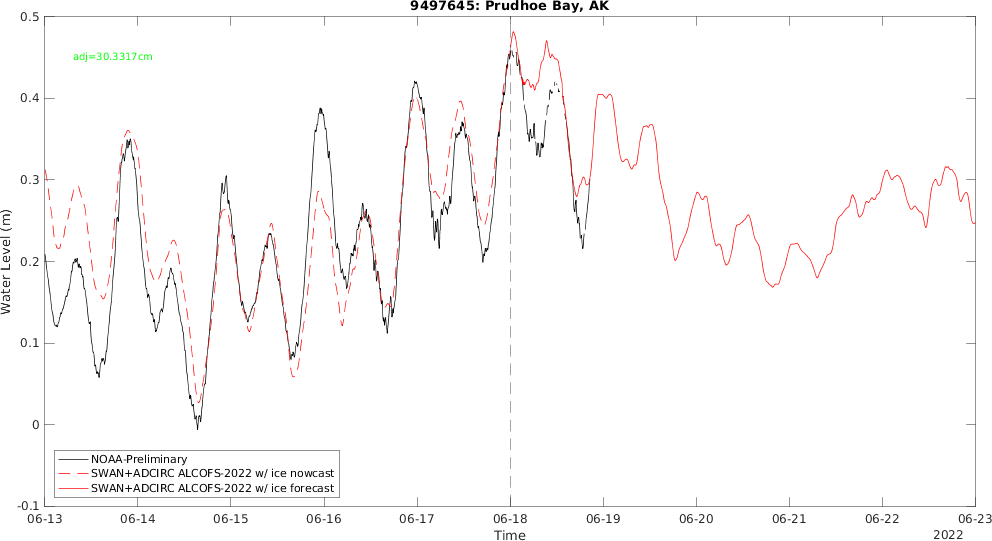 9497645: Prudhoe Bay, AK
adj=30.3317cm
Water Level (m)
0.5
0.4
0.3
0.2
0.1
0
-0.1
NOAA-Preliminary
SWAN+ADCIRC ALCOFS-2022 w/ ice nowcast
SWAN+ADCIRC ALCOFS-2022 w/ ice forecast
06-13 06-14 06-15 06-16 06-17 06-18 06-19 06-20 06-21 06-22 06-23
Time
2022